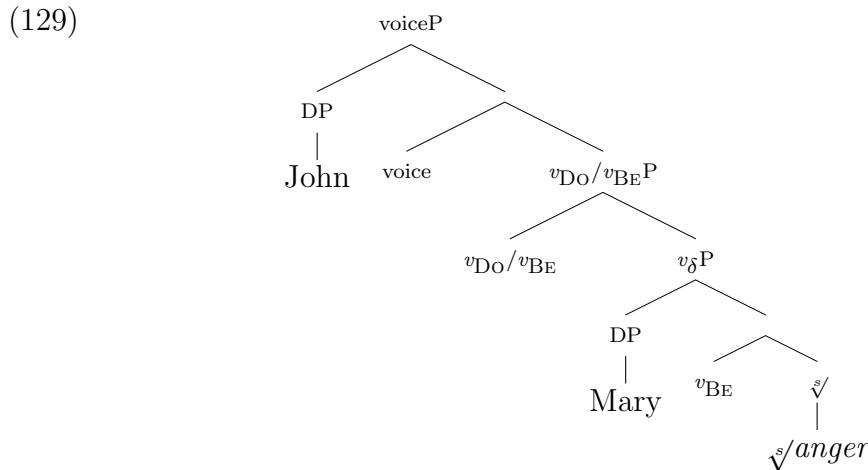 (129)
voiceP
DP
John
voice
vDO/vBEP
vDO/vBE
vδP
DP
Mary
vBE
s√
s√anger